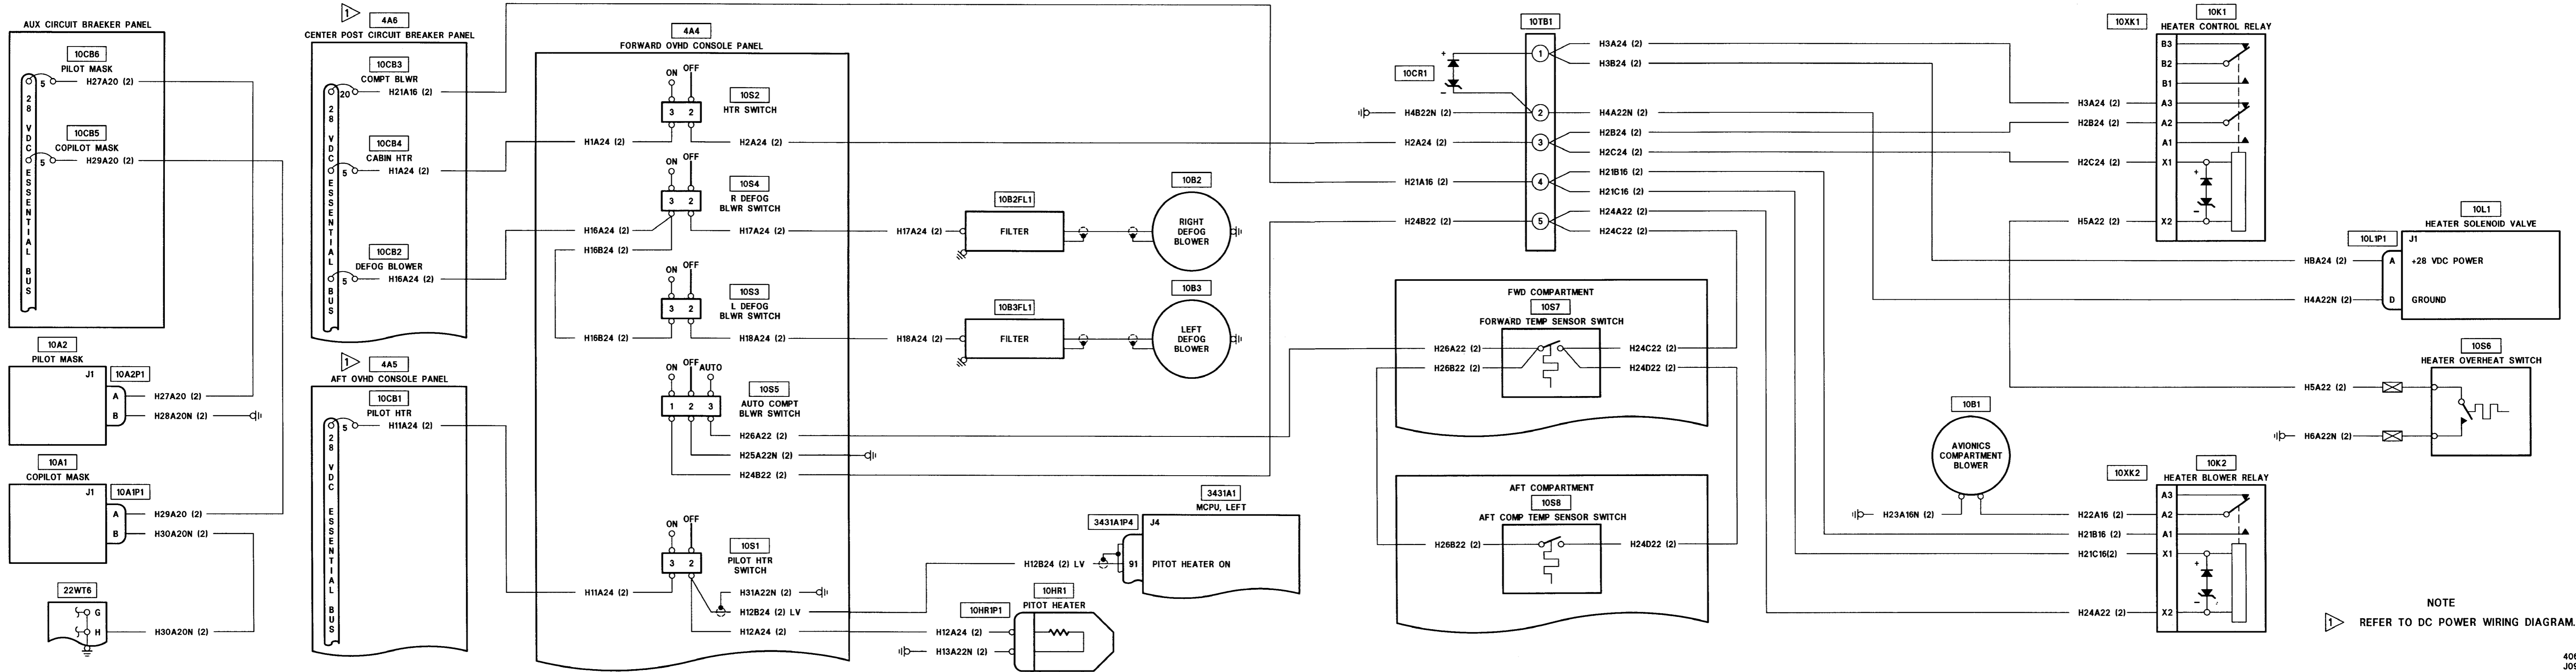 AUX CIRCUIT BRAEKER PANEL
10CB6
PILOT MASK
5
H27A20 (2)
10CB5
COPILOT MASK
5
H29A20 (2)
28 VDC ESSENTIAL BUS
10A2
PILOT MASK
J1
10A2P1
A
H27A20 (2)
B
H28A20N (2)
10A1
COPILOT MASK
J1
10A1P1
A
H29A20 (2)
B
H30A20N (2)
22WT6
G
H
H30A20N (2)
1
4A6
CENTER POST CIRCUIT BREAKER PANEL
10CB3
COMPT BLWR
20
H21A16 (2)
10CB4
CABIN HTR
5
H1A24 (2)
10CB2
DEFOG BLOWER
5
H16A24 (2)
28 VDC ESSENTIAL BUS
1
4A5
AFT OVHD CONSOLE PANEL
10CB1
PILOT HTR
5
H11A24 (2)
28 VDC ESSENTIAL BUS
4A4
FORWARD OVHD CONSOLE PANEL
ON
OFF
10S2
HTR SWITCH
3 2
H1A24 (2)
H2A24 (2)
ON
OFF
10S4
R DEFOG
BLWR SWITCH
3 2
H16A24 (2)
H17A24 (2)
H16B24 (2)
ON
OFF
10S3
L DEFOG
BLWR SWITCH
3 2
H16B24 (2)
H18A24 (2)
ON
OFF
AUTO
10S5
AUTO COMPT
BLWR SWITCH
1 2 3
H26A22 (2)
H25A22N (2)
H24B22 (2)
ON
OFF
10S1
PILOT HTR
SWITCH
3 2
H11A24 (2)
H31A22N (2)
H12B24 (2) LV
H12A24 (2)
H17A24 (2)
10B2FL1
FILTER
10B2
RIGHT
DEFOG
BLOWER
H18A24 (2)
10B3FL1
FILTER
10B3
LEFT
DEFOG
BLOWER
3431A1
MCPU, LEFT
3431A1P4
J4
H12B24 (2) LV
91
PITOT HEATER ON
10HR1
PITOT HEATER
10HR1P1
H12A24 (2)
H13A22N (2)
10TB1
10CR1
+
-
1
H3A24 (2)
H3B24 (2)
H4B22N (2)
2
H4A22N (2)
H2A24 (2)
3
H2B24 (2)
H2C24 (2)
H21A16 (2)
4
H21B16 (2)
H21C16 (2)
H24B22 (2)
5
H24A22 (2)
H24C22 (2)
FWD COMPARTMENT
10S7
FORWARD TEMP SENSOR SWITCH
H26A22 (2)
H24C22 (2)
H26B22 (2)
H24D22 (2)
AFT COMPARTMENT
10S8
AFT COMP TEMP SENSOR SWITCH
H26B22 (2)
H24D22 (2)
10B1
AVIONICS
COMPARTMENT
BLOWER
H23A16N (2)
10XK1
10K1
HEATER CONTROL RELAY
B3
B2
B1
H3A24 (2)
A3
H2B24 (2)
A2
A1
H2C24 (2)
X1
+
-
H5A22 (2)
X2
10XK2
10K2
HEATER BLOWER RELAY
A3
H22A16 (2)
A2
H21B16 (2)
A1
H21C16(2)
X1
+
-
H24A22 (2)
X2
10L1
HEATER SOLENOID VALVE
10L1P1
J1
HBA24 (2)
A
+28 VDC POWER
H4A22N (2)
D
GROUND
10S6
HEATER OVERHEAT SWITCH
H5A22 (2)
H6A22N (2)
NOTE
1
REFER TO DC POWER WIRING DIAGRAM.